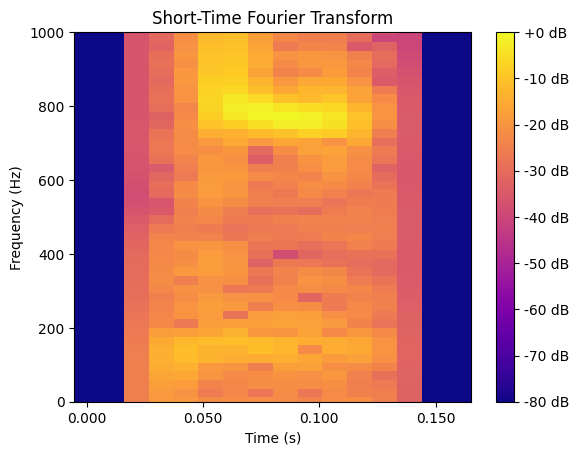 Short-Time Fourier Transform
1000
800
600
400
200
0
Frequency (Hz)
0.000
0.050
0.100
0.150
Time (s)
+0 dB
-10 dB
-20 dB
-30 dB
-40 dB
-50 dB
-60 dB
-70 dB
-80 dB